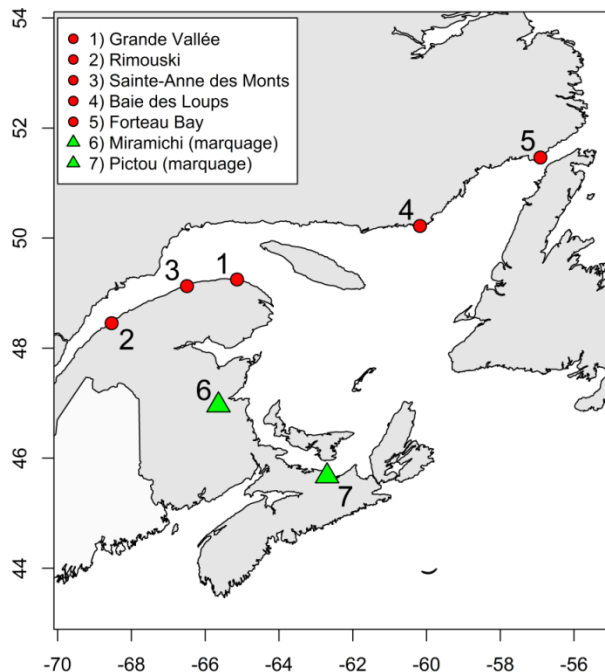 1) Grande Vallée
2) Rimouski
3) Sainte-Anne des Monts
4) Baie des Loups
5) Forteau Bay
6) Miramichi (marquage)
7) Pictou (marquage)
54
52
5
4
50
3 1
2
48
6
46
7
44
-70 -68 -66 -64 -62 -60 -58 -56